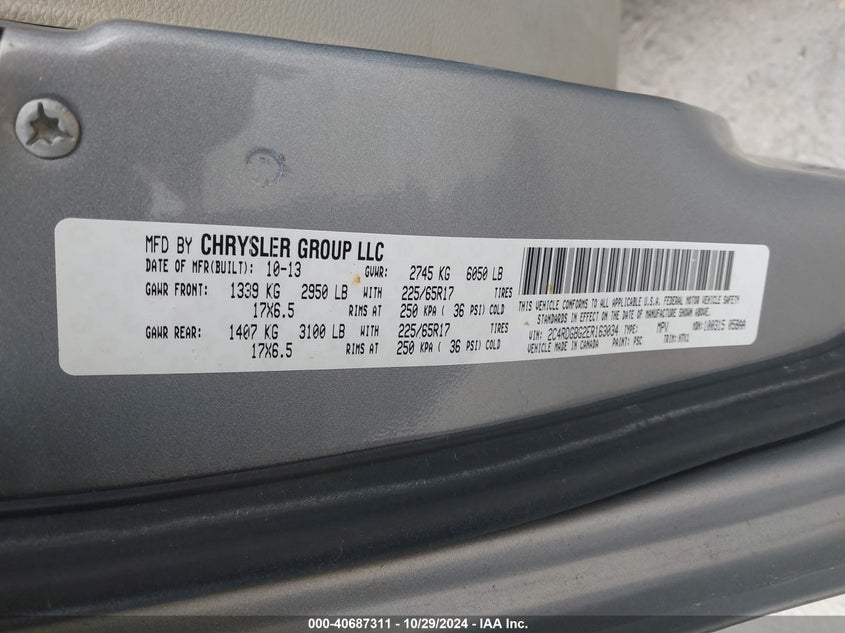 MFD BY CHRYSLER GROUP LLC
DATE OF MFR(BUILT): 10-13 GVWR: 2745 KG 6050 LB
GAWR FRONT: 1339 KG 2950 LB WITH 225/65R17 TIRES
17X6.5 RIMS AT 250 KPA ( 36 PSI) COLD
GAWR REAR: 1407 KG 3100 LB WITH 225/65R17 TIRES
17X6.5 RIMS AT 250 KPA ( 36 PSI) COLD
THIS VEHICLE CONFORMS TO ALL APPLICABLE U.S.A. FEDERAL MOTOR VEHICLE SAFETY
STANDARDS IN EFFECT ON THE DATE OF MANUFACTURE SHOWN ABOVE.
VIN: 2C4RDGBG2ER163034 TYPE: MPV MDH: 100315
VEHICLE MADE IN CANADA PAINT: PSC TRIM:
000-40687311 - 10/29/2024 - IAA Inc.